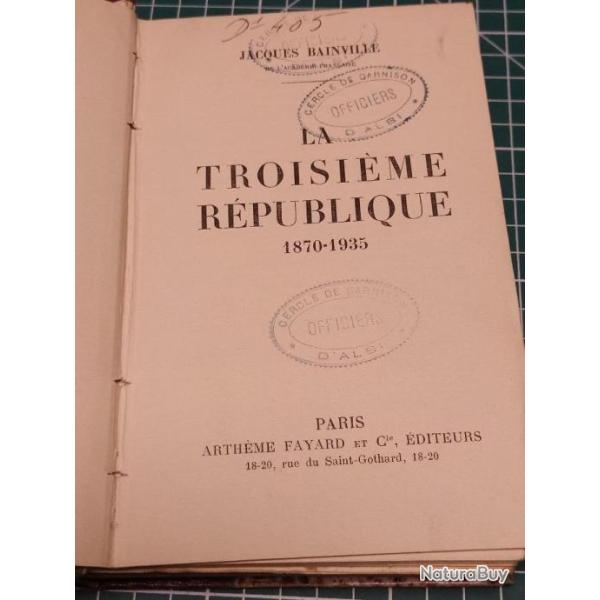 Dt 405
JACQUES BAINVILLE
DE L'ACADÉMIE FRANÇAISE
CERCLE DE GARNISON
OFFICIERS
D'ALBI
LA
TROISIÈME
RÉPUBLIQUE
1870-1935
CERCLE DE GARNISON
OFFICIERS
D'ALBI
PARIS
ARTHÈME FAYARD ET Cie, ÉDITEURS
18-20, rue du Saint-Gothard, 18-20
NaturaBuy